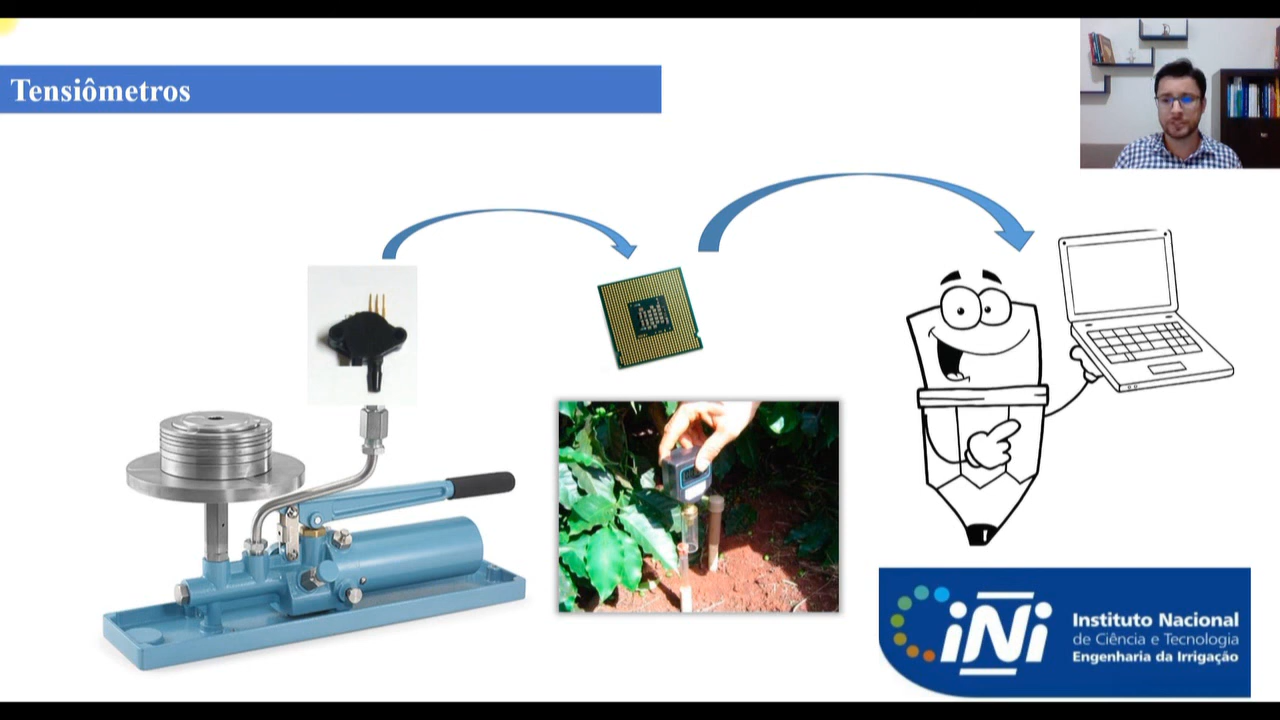 Tensiômetros
iNi
Instituto Nacional
de Ciência e Tecnologia
Engenharia da Irrigação